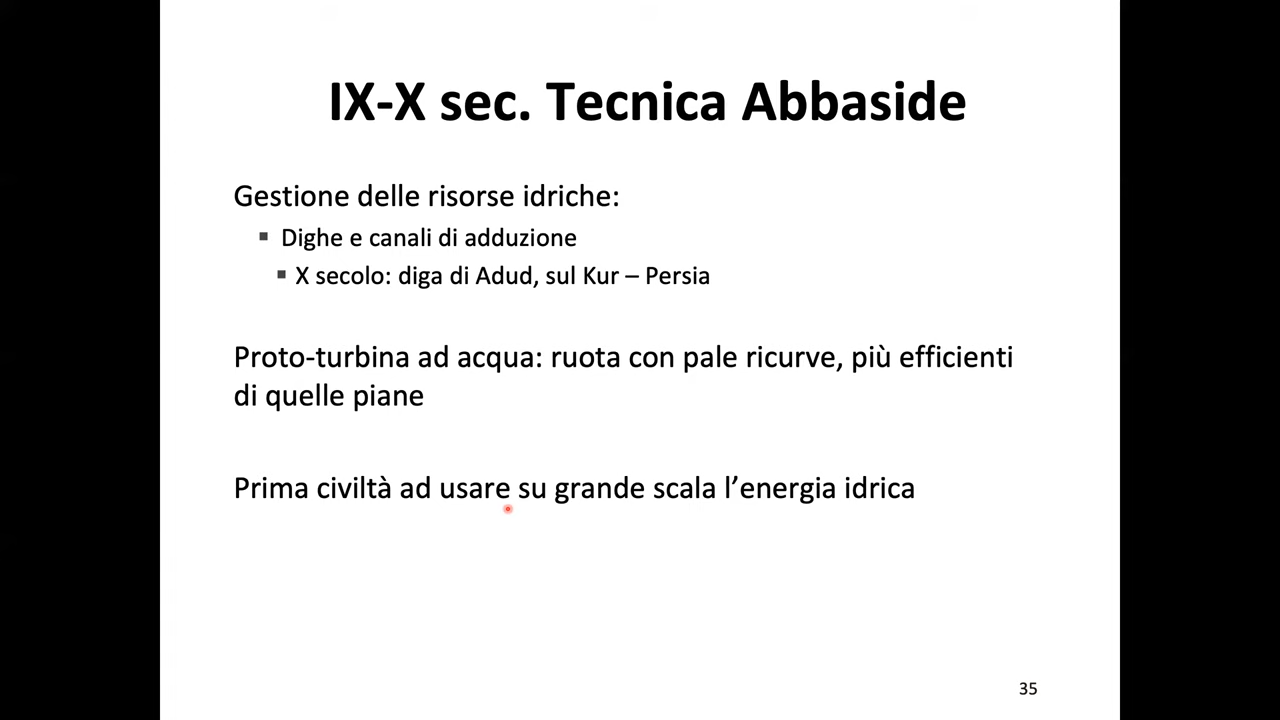 IX-X sec. Tecnica Abbaside
Gestione delle risorse idriche:
▪ Dighe e canali di adduzione
▪ X secolo: diga di Adud, sul Kur – Persia
Proto-turbina ad acqua: ruota con pale ricurve, più efficienti
di quelle piane
Prima civiltà ad usare su grande scala l’energia idrica
35